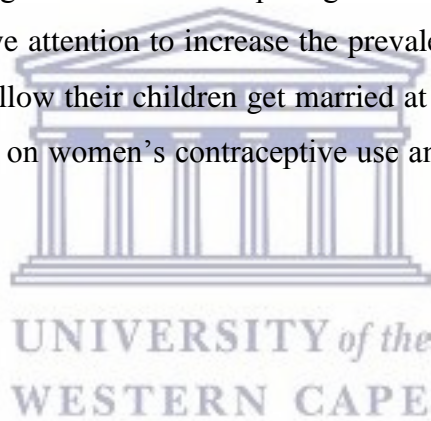 ve attention to increase the prevale
llow their children get married at
on women's contraceptive use an
UNIVERSITY of the
WESTERN CAPE